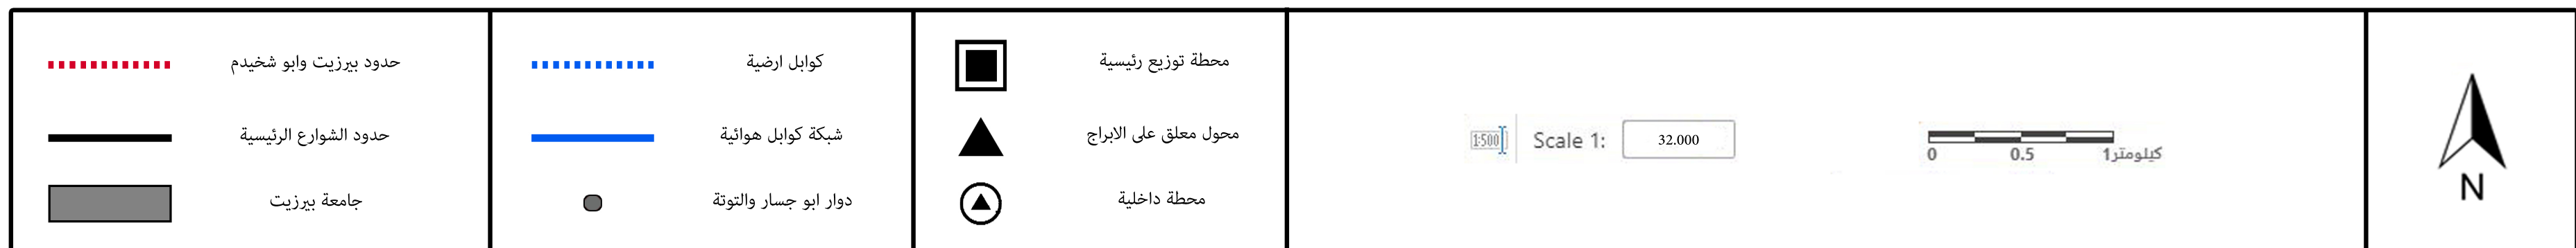 حدود بيرزيت وابو شخيدم
حدود الشوارع الرئيسية
جامعة بيرزيت
كوابل ارضية
شبكة كوابل هوائية
دوار ابو جسار والتوتة
محطة توزيع رئيسية
محول معلق على الابراج
محطة داخلية
1:500
Scale 1: 32.000
0 0.5 1كيلومتر
N